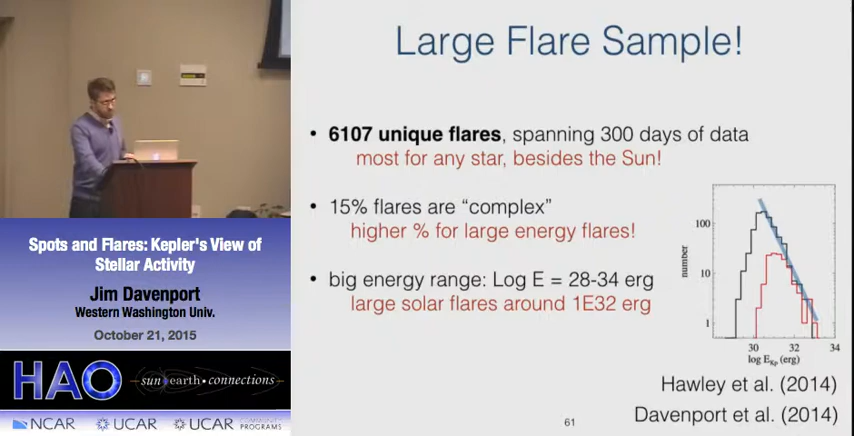 Large Flare Sample!
• 6107 unique flares, spanning 300 days of data
most for any star, besides the Sun!
• 15% flares are “complex”
higher % for large energy flares!
• big energy range: Log E = 28-34 erg
large solar flares around 1E32 erg
number
100
10
1
30 32 34
log E_Kp (erg)
Hawley et al. (2014)
Davenport et al. (2014)
61
Spots and Flares: Kepler's View of
Stellar Activity
Jim Davenport
Western Washington Univ.
October 21, 2015
HAO
sun earth • connections
NCAR UCAR UCAR
PROGRAMS